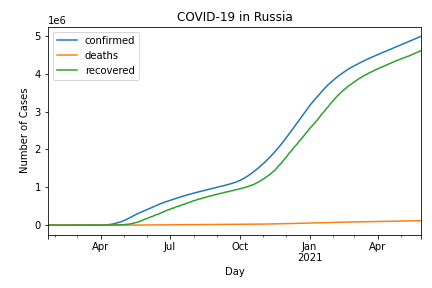 COVID-19 in Russia
1e6
confirmed
deaths
recovered
Number of Cases
5
4
3
2
1
0
Apr
Jul
Oct
Jan
2021
Apr
Day